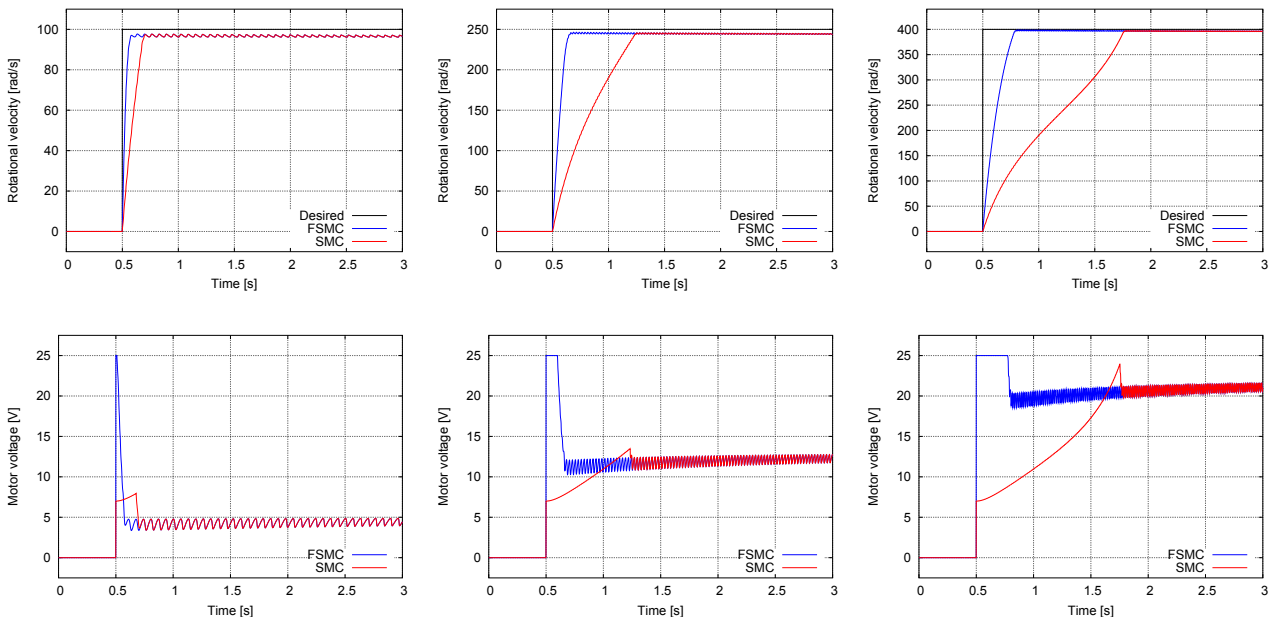 100
80
60
40
20
0
Rotational velocity [rad/s]
Desired
FSMC
SMC
0 0.5 1 1.5 2 2.5 3
Time [s]
250
200
150
100
50
0
Rotational velocity [rad/s]
Desired
FSMC
SMC
0 0.5 1 1.5 2 2.5 3
Time [s]
400
350
300
250
200
150
100
50
0
Rotational velocity [rad/s]
Desired
FSMC
SMC
0 0.5 1 1.5 2 2.5 3
Time [s]
25
20
15
10
5
0
Motor voltage [V]
FSMC
SMC
0 0.5 1 1.5 2 2.5 3
Time [s]
25
20
15
10
5
0
Motor voltage [V]
FSMC
SMC
0 0.5 1 1.5 2 2.5 3
Time [s]
25
20
15
10
5
0
Motor voltage [V]
FSMC
SMC
0 0.5 1 1.5 2 2.5 3
Time [s]